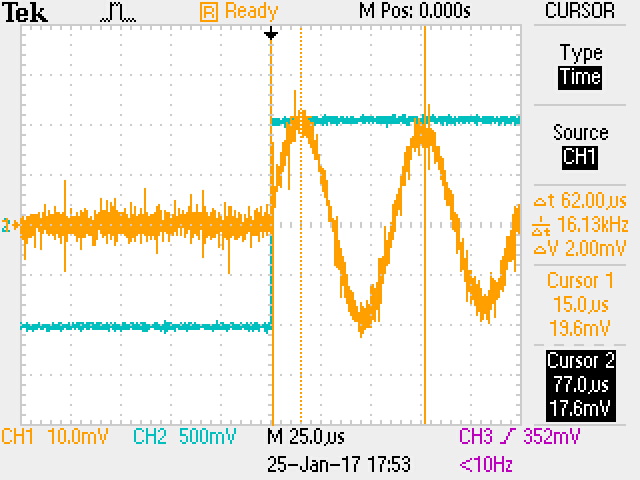 Tek R Ready M Pos: 0.000s CURSOR
Type
Time
Source
CH1
Δt 62.00µs
1/Δt 16.13kHz
ΔV 2.00mV
Cursor 1
15.0µs
19.6mV
Cursor 2
77.0µs
17.6mV
2
CH1 10.0mV CH2 500mV M 25.0µs CH3 352mV
25-Jan-17 17:53 <10Hz